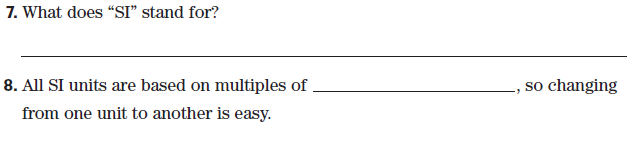 7. What does “SI” stand for?
8. All SI units are based on multiples of ____________________, so changing
from one unit to another is easy.